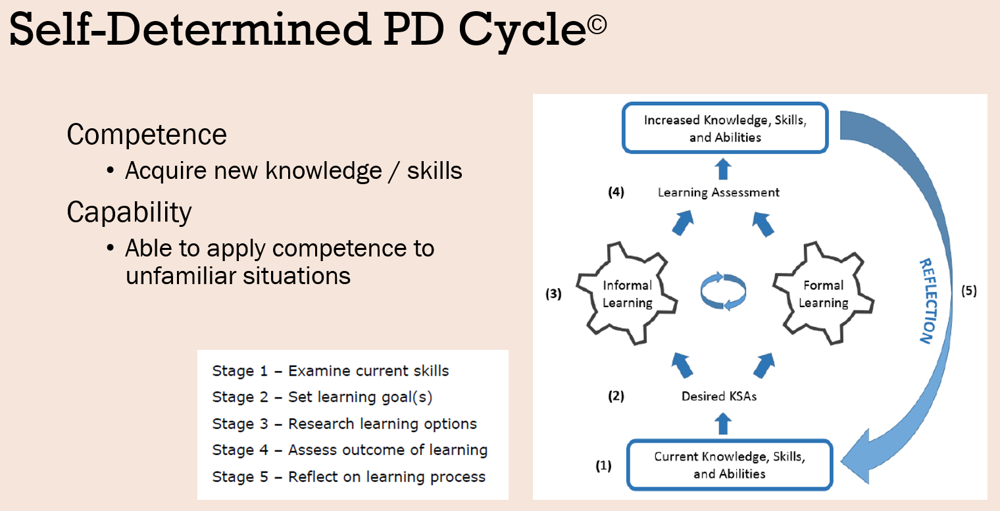 Self-Determined PD Cycle©
Competence
• Acquire new knowledge / skills
Capability
• Able to apply competence to
unfamiliar situations
Stage 1 – Examine current skills
Stage 2 – Set learning goal(s)
Stage 3 – Research learning options
Stage 4 – Assess outcome of learning
Stage 5 – Reflect on learning process
Increased Knowledge, Skills,
and Abilities
(4) Learning Assessment
(3)
Informal
Learning
Formal
Learning
REFLECTION
(5)
(2) Desired KSAs
(1)
Current Knowledge, Skills,
and Abilities